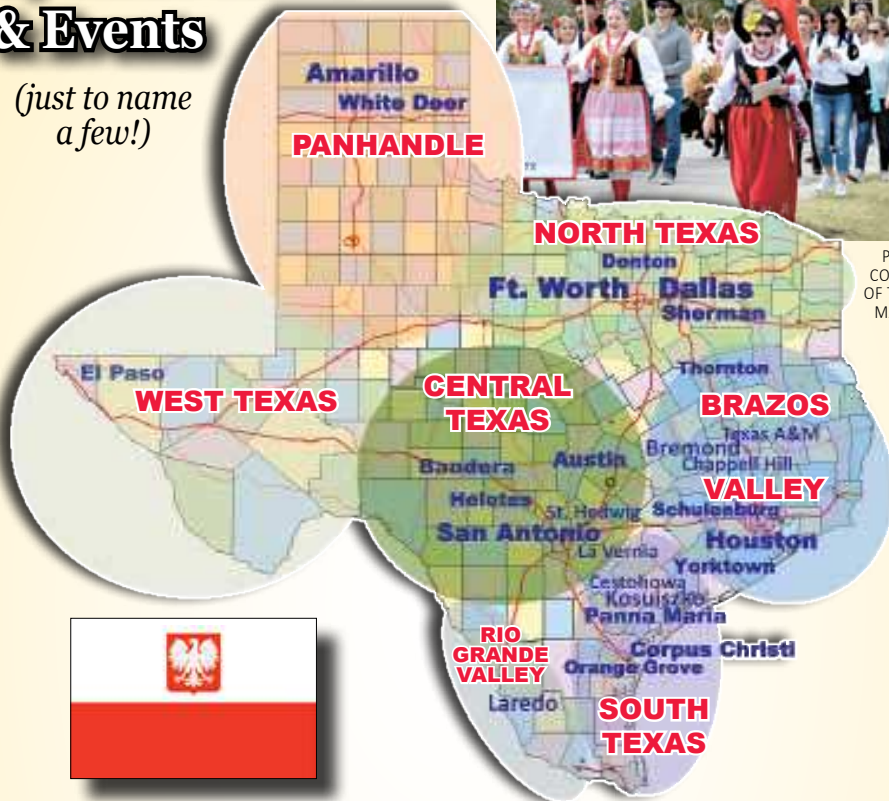 & Events
(just to name
a few!)
Amarillo
White Deer
PANHANDLE
NORTH TEXAS
Denton
Ft. Worth Dallas
Sherman
El Paso
WEST TEXAS
CENTRAL
TEXAS
Thornton
BRAZOS
Texas A&M
Bremond
Chappell Hill
VALLEY
Bandera
Austin
Helotes
St. Hedwig
Schulenburg
San Antonio
Houston
La Vernia
Yorktown
Cestohowa
Kosuiszko
Panna Maria
RIO
GRANDE
VALLEY
Corpus Christi
Orange Grove
Laredo
SOUTH
TEXAS